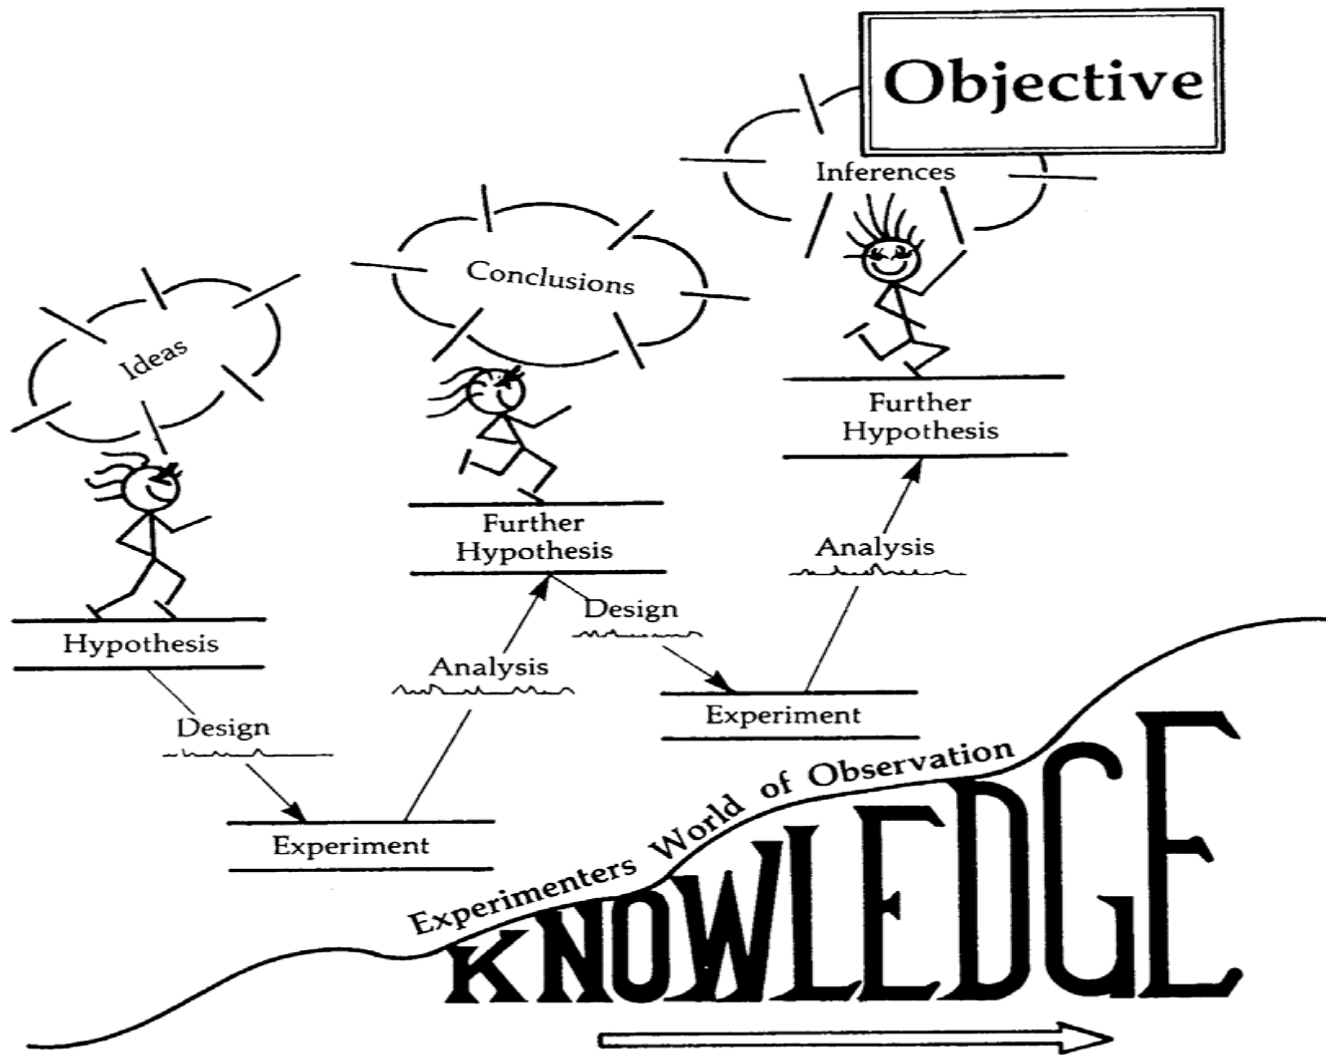 Objective
Inferences
Conclusions
Ideas
Further
Hypothesis
Further
Hypothesis
Analysis
Hypothesis
Design
Analysis
Design
Experiment
Experiment
Experimenters World of Observation
KNOWLEDGE